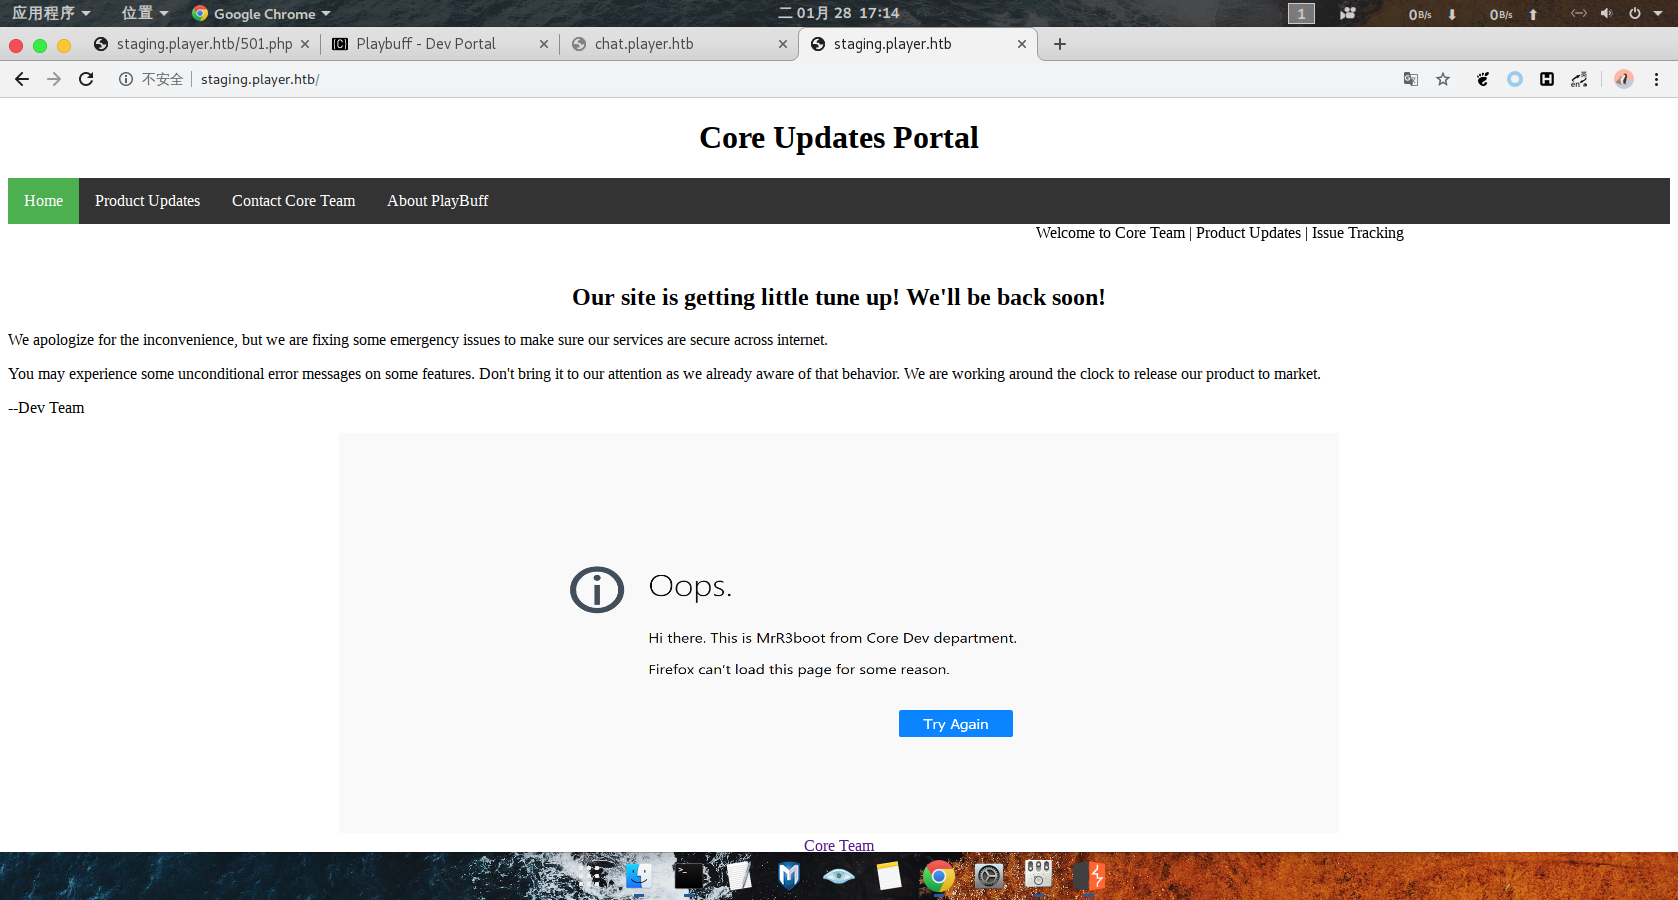 应用程序 位置 Google Chrome 二 01月 28 17:14 1 0 B/s 0 B/s
staging.player.htb/501.php Playbuff - Dev Portal chat.player.htb staging.player.htb
不安全 staging.player.htb/ en
Core Updates Portal
Home Product Updates Contact Core Team About PlayBuff
Welcome to Core Team | Product Updates | Issue Tracking
Our site is getting little tune up! We'll be back soon!
We apologize for the inconvenience, but we are fixing some emergency issues to make sure our services are secure across internet.
You may experience some unconditional error messages on some features. Don't bring it to our attention as we already aware of that behavior. We are working around the clock to release our product to market.
--Dev Team
Oops.
Hi there. This is MrR3boot from Core Dev department.
Firefox can't load this page for some reason.
Try Again
Core Team